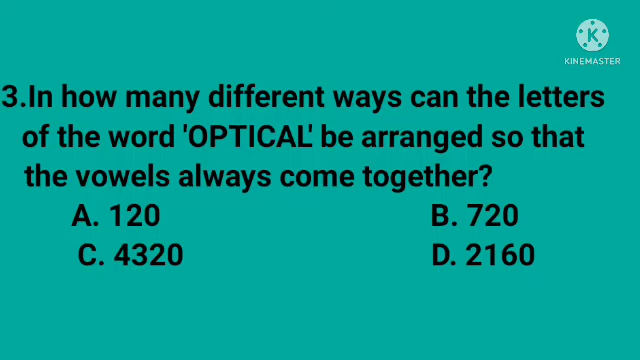 K
KINEMASTER
3.In how many different ways can the letters
of the word 'OPTICAL' be arranged so that
the vowels always come together?
A. 120 B. 720
C. 4320 D. 2160